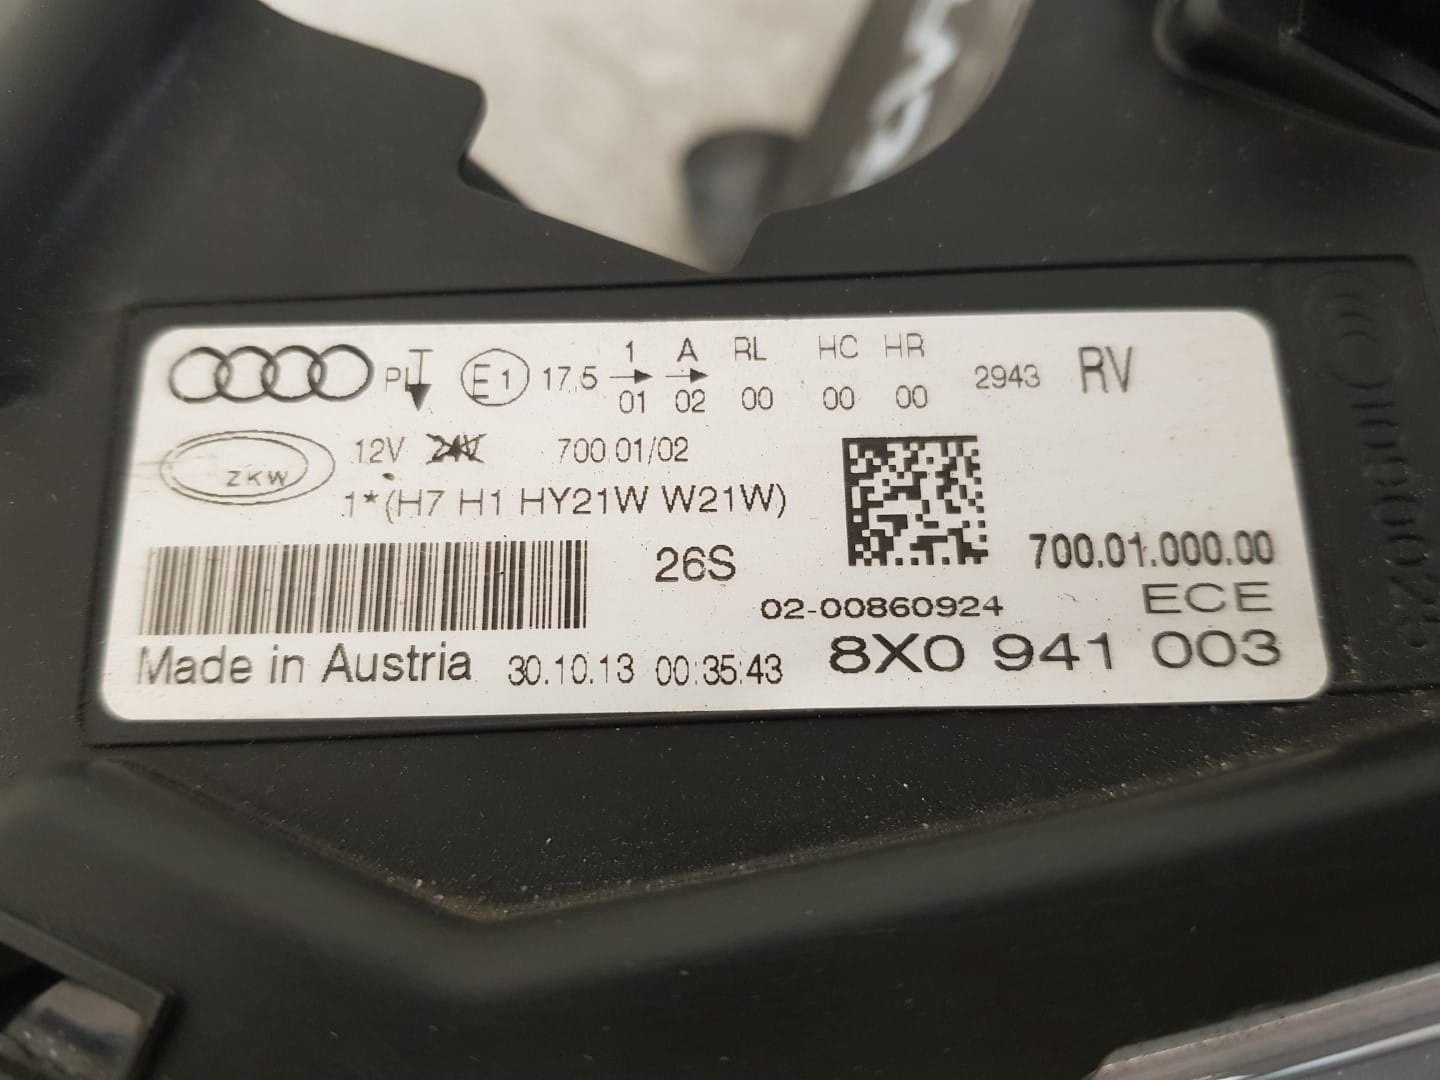 PL E1 17.5 1 A RL HC HR 2943 RV
01 02 00 00 00
ZKW 12V 24V 700 01/02
1*(H7 H1 HY21W W21W)
26S 700.01.000.00
02-00860924 ECE
Made in Austria 30.10.13 00:35:43 8X0 941 003